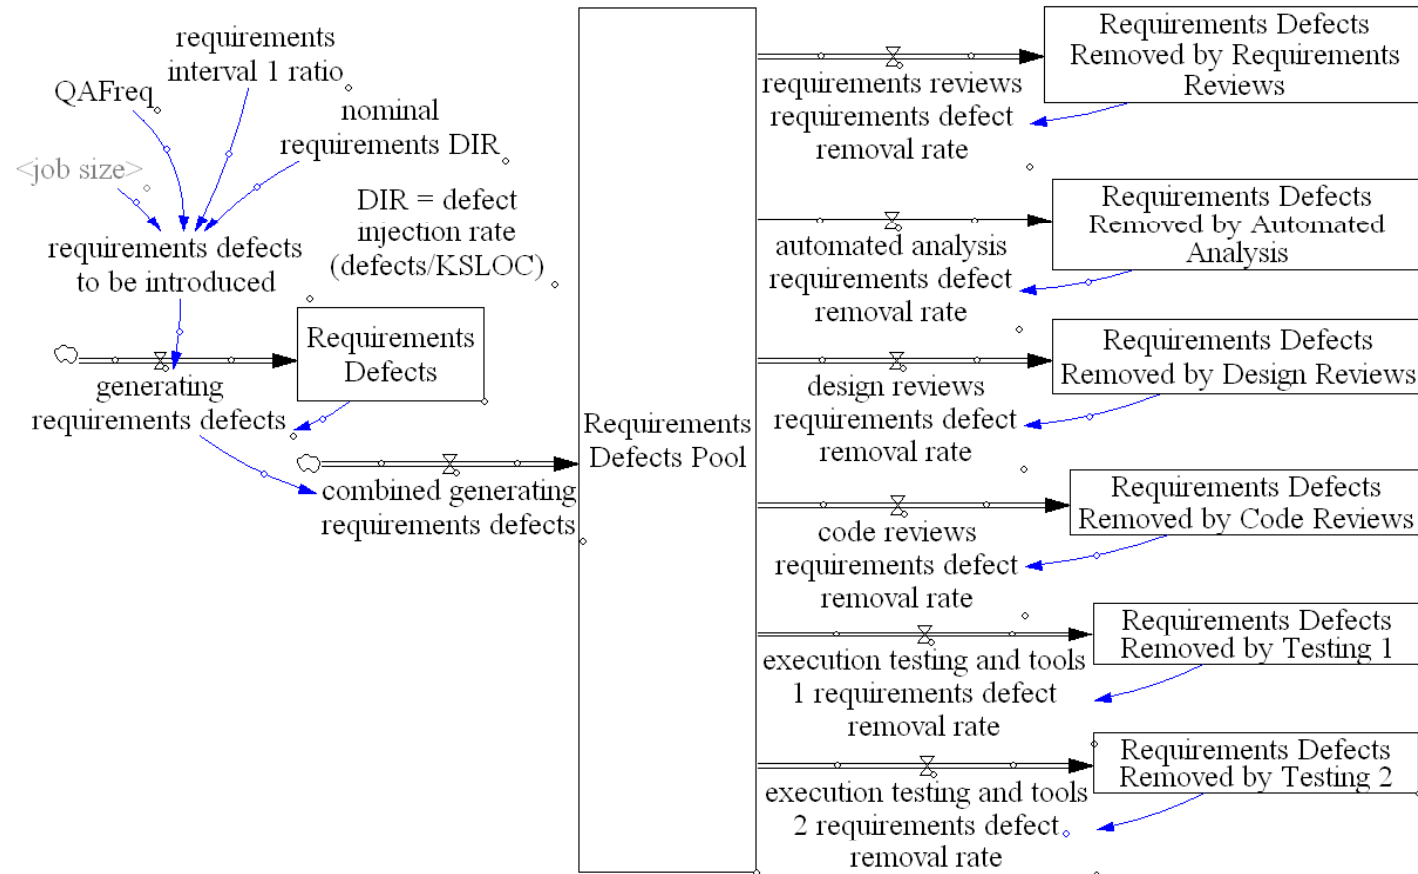 requirements
interval 1 ratio
QAFreq
nominal
requirements DIR
<job size>
DIR = defect
injection rate
(defects/KSLOC)
requirements defects
to be introduced
Requirements
Defects
generating
requirements defects
combined generating
requirements defects
Requirements
Defects Pool
requirements reviews
requirements defect
removal rate
Requirements Defects
Removed by Requirements
Reviews
automated analysis
requirements defect
removal rate
Requirements Defects
Removed by Automated
Analysis
design reviews
requirements defect
removal rate
Requirements Defects
Removed by Design Reviews
code reviews
requirements defect
removal rate
Requirements Defects
Removed by Code Reviews
execution testing and tools
1 requirements defect
removal rate
Requirements Defects
Removed by Testing 1
execution testing and tools
2 requirements defect
removal rate
Requirements Defects
Removed by Testing 2